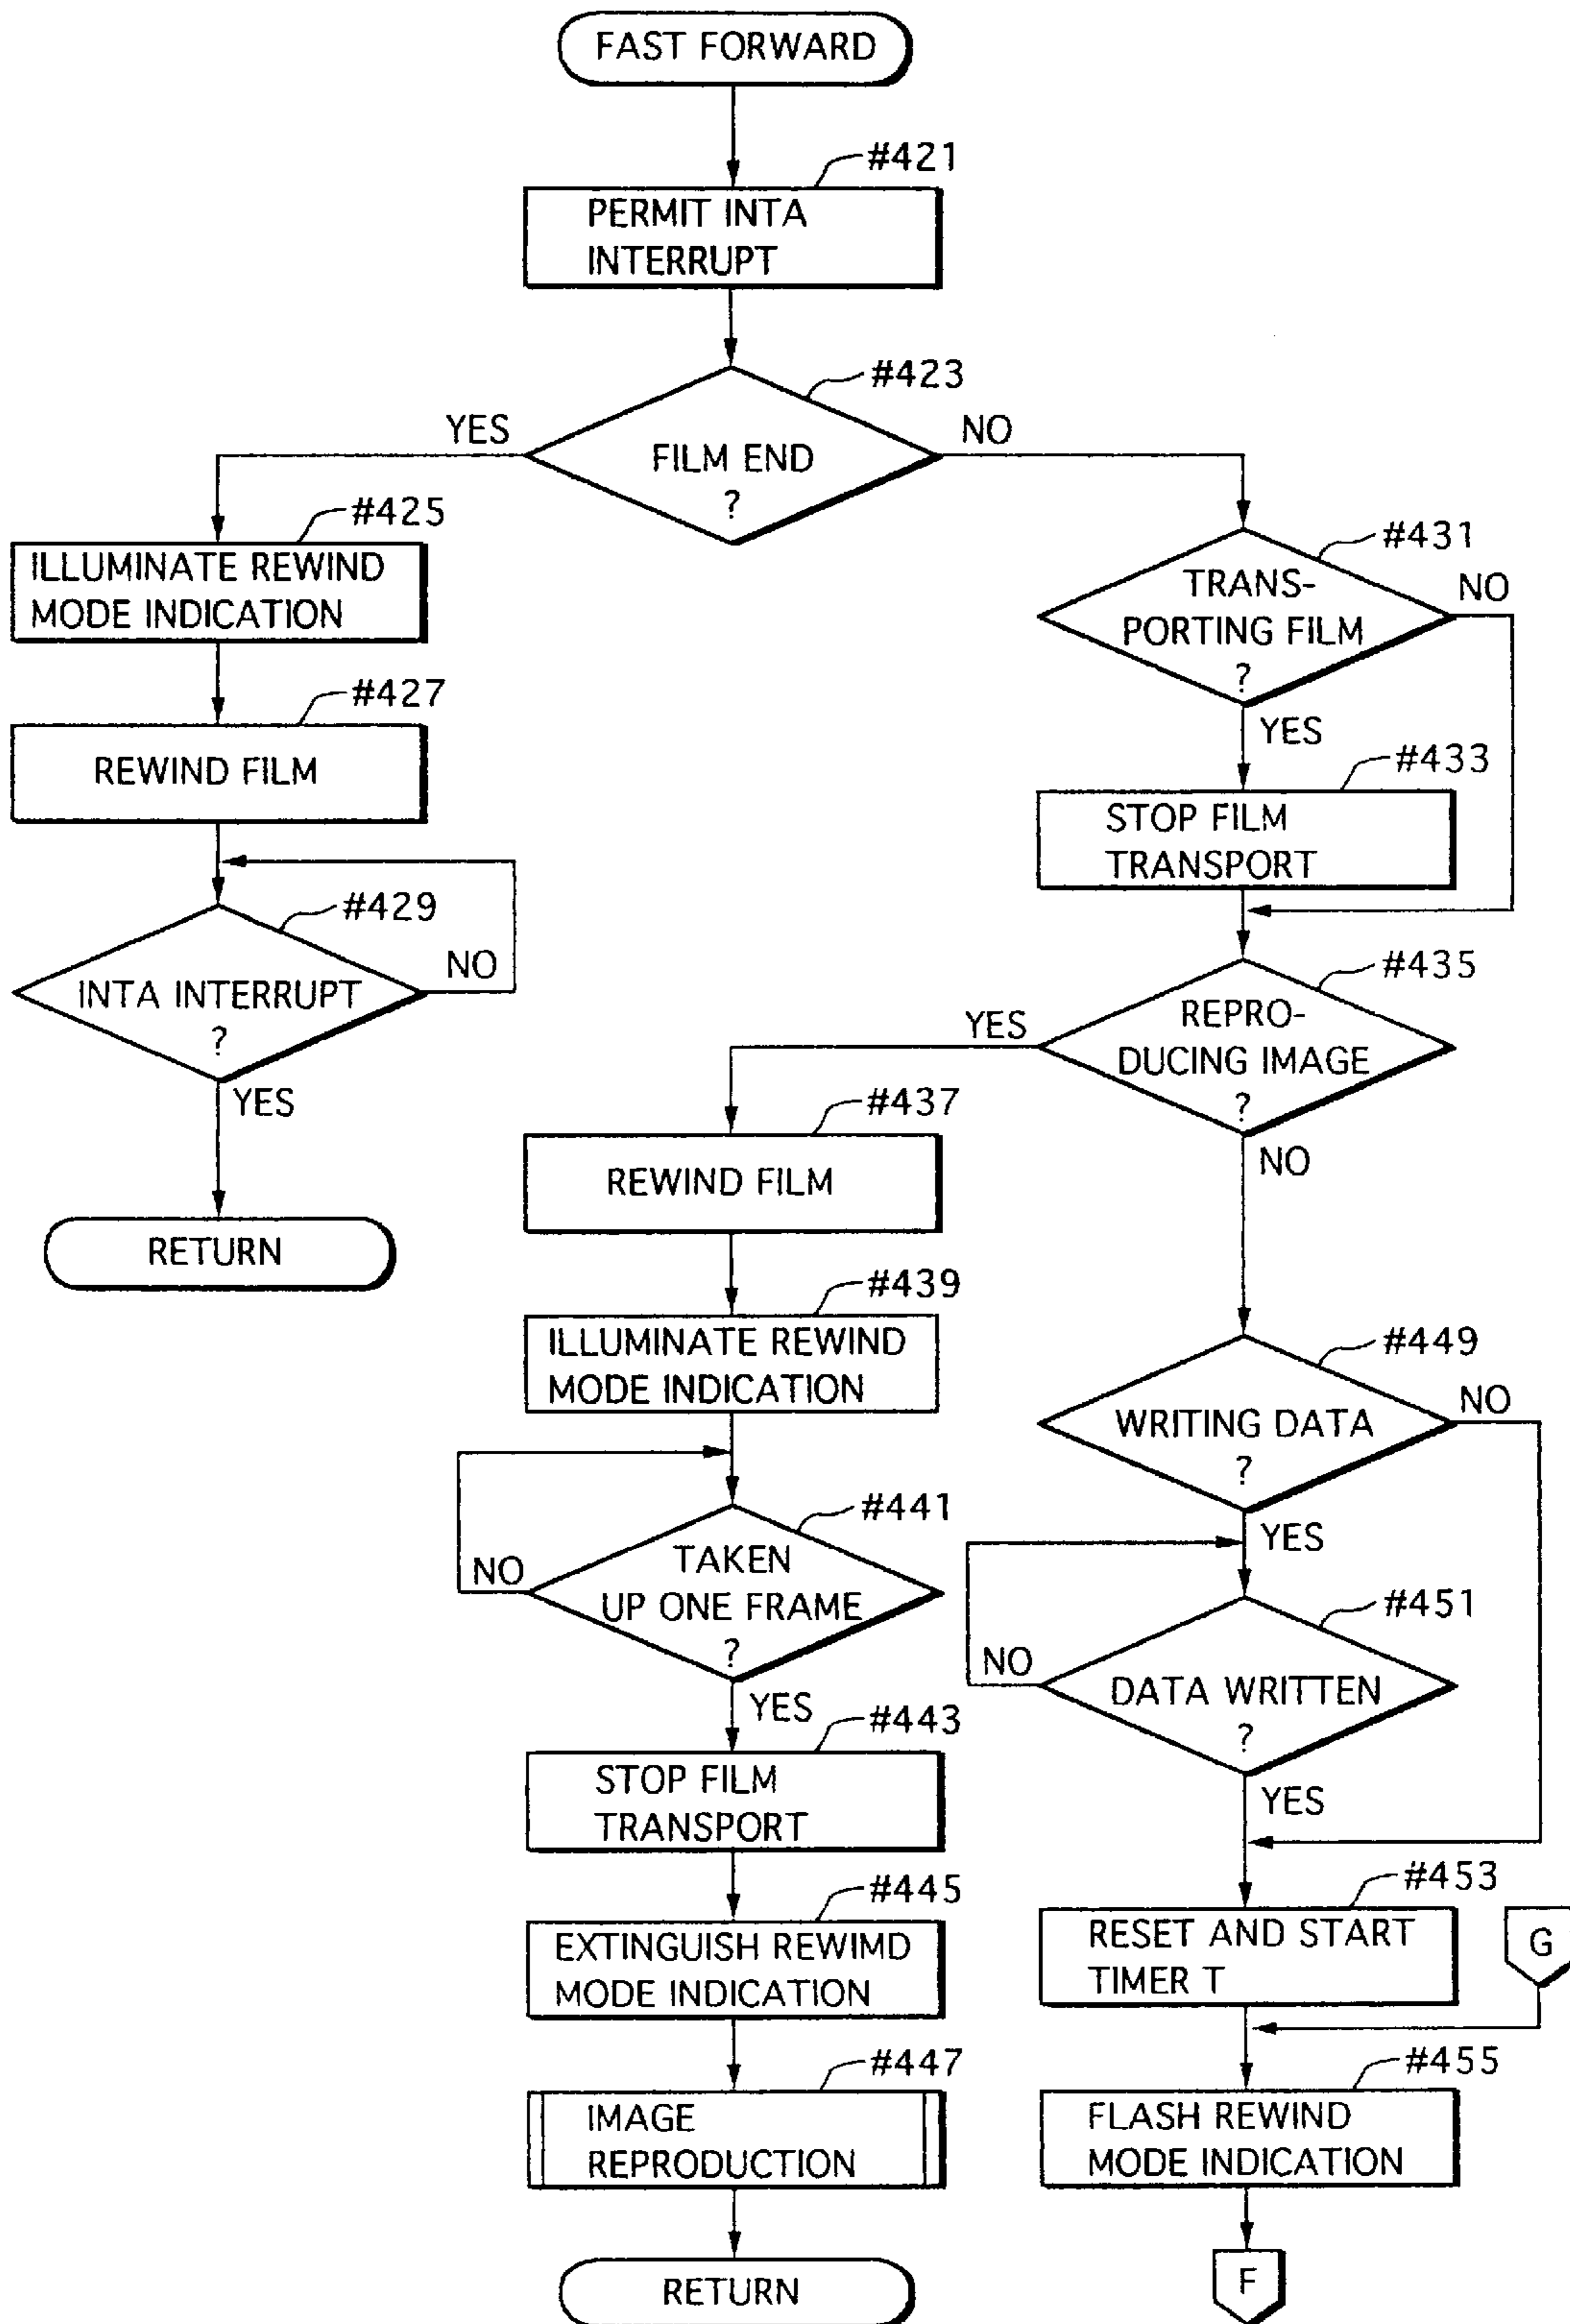 FAST FORWARD
#421
PERMIT INTA
INTERRUPT
#423
YES
NO
FILM END
?
#425
ILLUMINATE REWIND
MODE INDICATION
#427
REWIND FILM
#429
NO
INTA INTERRUPT
?
YES
RETURN
#431
TRANS-
PORTING FILM
?
NO
YES
#433
STOP FILM
TRANSPORT
#435
REPRO-
DUCING IMAGE
?
YES
NO
#437
REWIND FILM
#439
ILLUMINATE REWIND
MODE INDICATION
#441
TAKEN
UP ONE FRAME
?
NO
YES
#443
STOP FILM
TRANSPORT
#445
EXTINGUISH REWIMD
MODE INDICATION
#447
IMAGE
REPRODUCTION
RETURN
#449
WRITING DATA
?
NO
YES
#451
DATA WRITTEN
?
NO
YES
#453
RESET AND START
TIMER T
G
#455
FLASH REWIND
MODE INDICATION
F